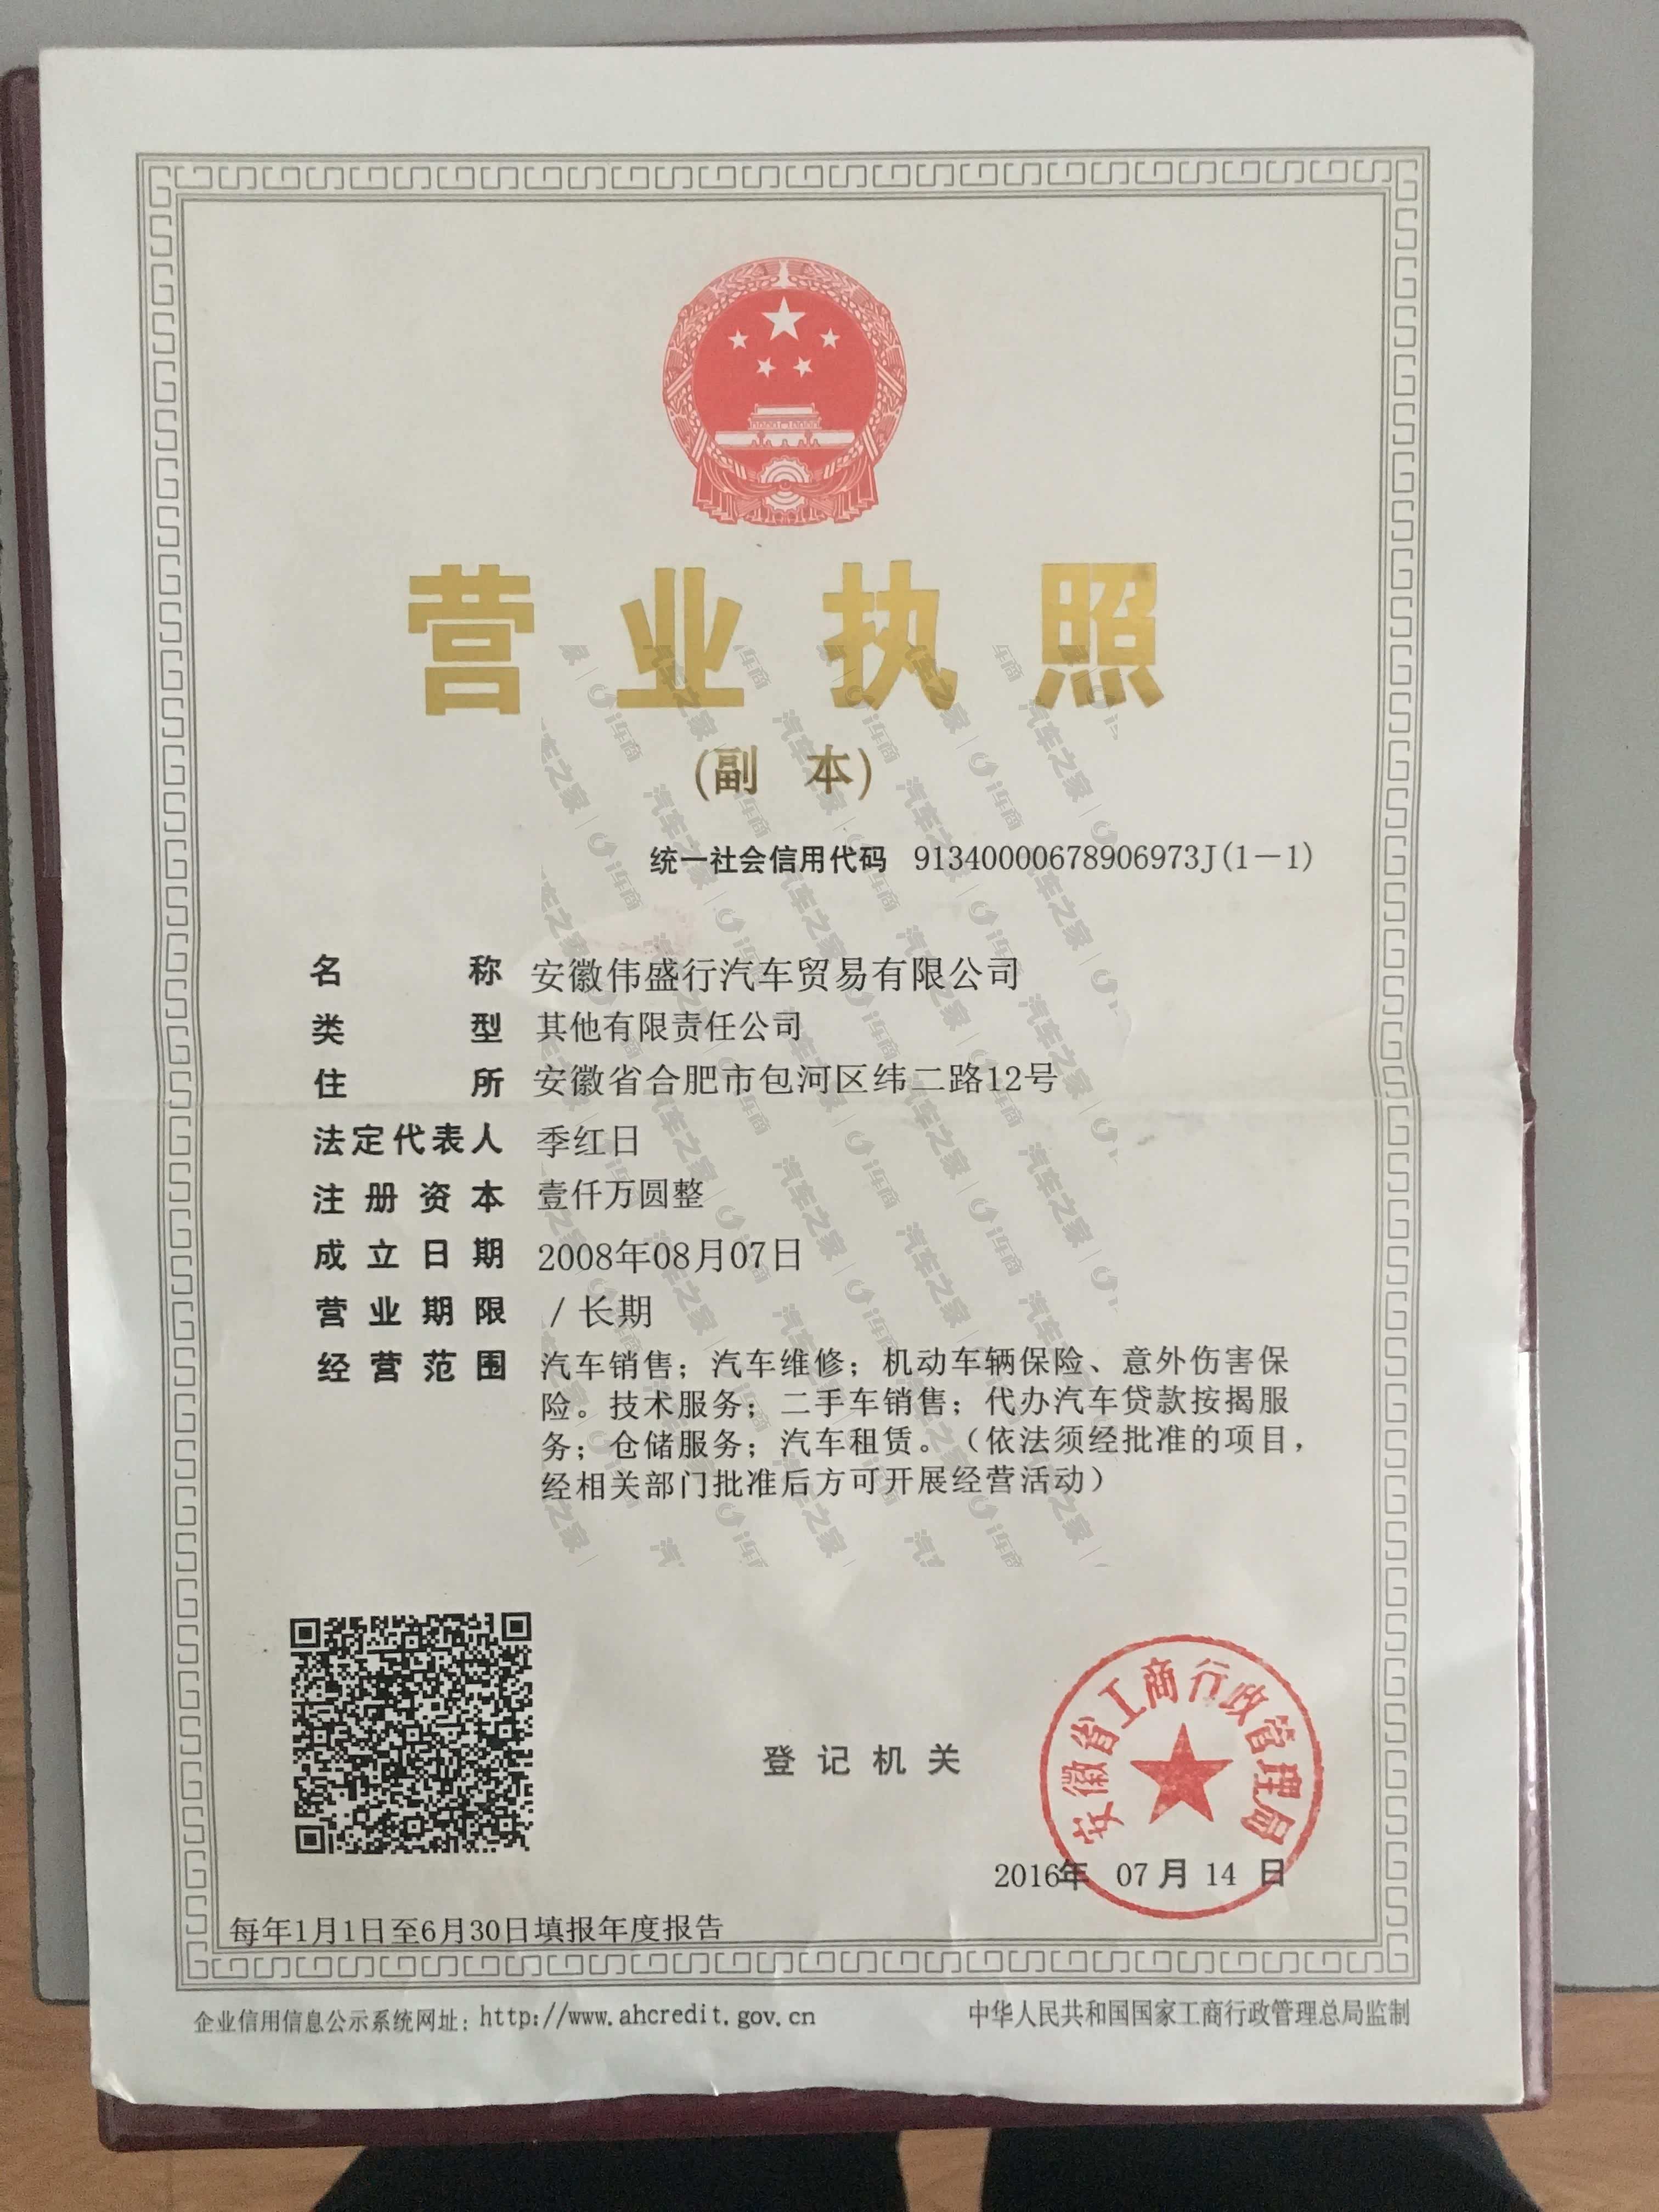 营业执照
(副 本)
统一社会信用代码 91340000678906973J(1-1)
名 称 安徽伟盛行汽车贸易有限公司
类 型 其他有限责任公司
住 所 安徽省合肥市包河区纬二路12号
法定代表人 季红日
注册资本 壹仟万圆整
成立日期 2008年08月07日
营业期限 / 长期
经营范围 汽车销售；汽车维修；机动车辆保险、意外伤害保
险。技术服务；二手车销售；代办汽车贷款按揭服
务；仓储服务；汽车租赁。（依法须经批准的项目，
经相关部门批准后方可开展经营活动）
登记机关
安徽省工商行政管理局
2016年 07月 14 日
每年1月1日至6月30日填报年度报告
企业信用信息公示系统网址：http://www.ahcredit.gov.cn
中华人民共和国国家工商行政管理总局监制
汽车之家|车商